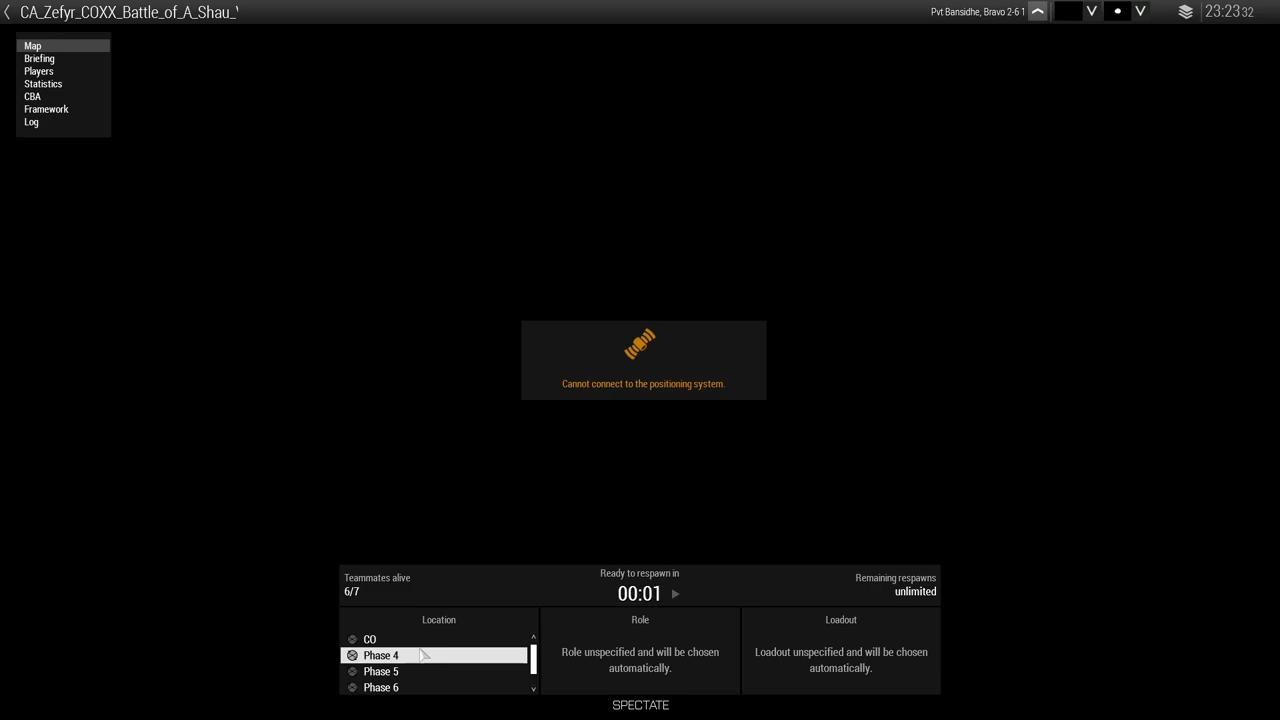 CA_Zefyr_COXX_Battle_of_A_Shau_
Pvt Bansidhe, Bravo 2-6 1
23:23 32
Map
Briefing
Players
Statistics
CBA
Framework
Log
Cannot connect to the positioning system.
Teammates alive
6/7
Ready to respawn in
00:01
Remaining respawns
unlimited
Location
CO
Phase 4
Phase 5
Phase 6
Role
Role unspecified and will be chosen
automatically.
Loadout
Loadout unspecified and will be chosen
automatically.
SPECTATE